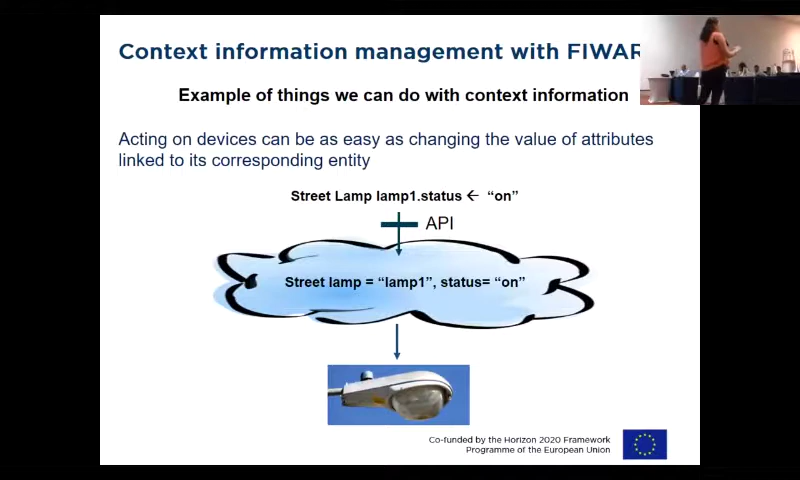 Context information management with FIWAR
Example of things we can do with context information
Acting on devices can be as easy as changing the value of attributes
linked to its corresponding entity
Street Lamp lamp1.status ← “on”
API
Street lamp = “lamp1”, status= “on”
Co-funded by the Horizon 2020 Framework
Programme of the European Union